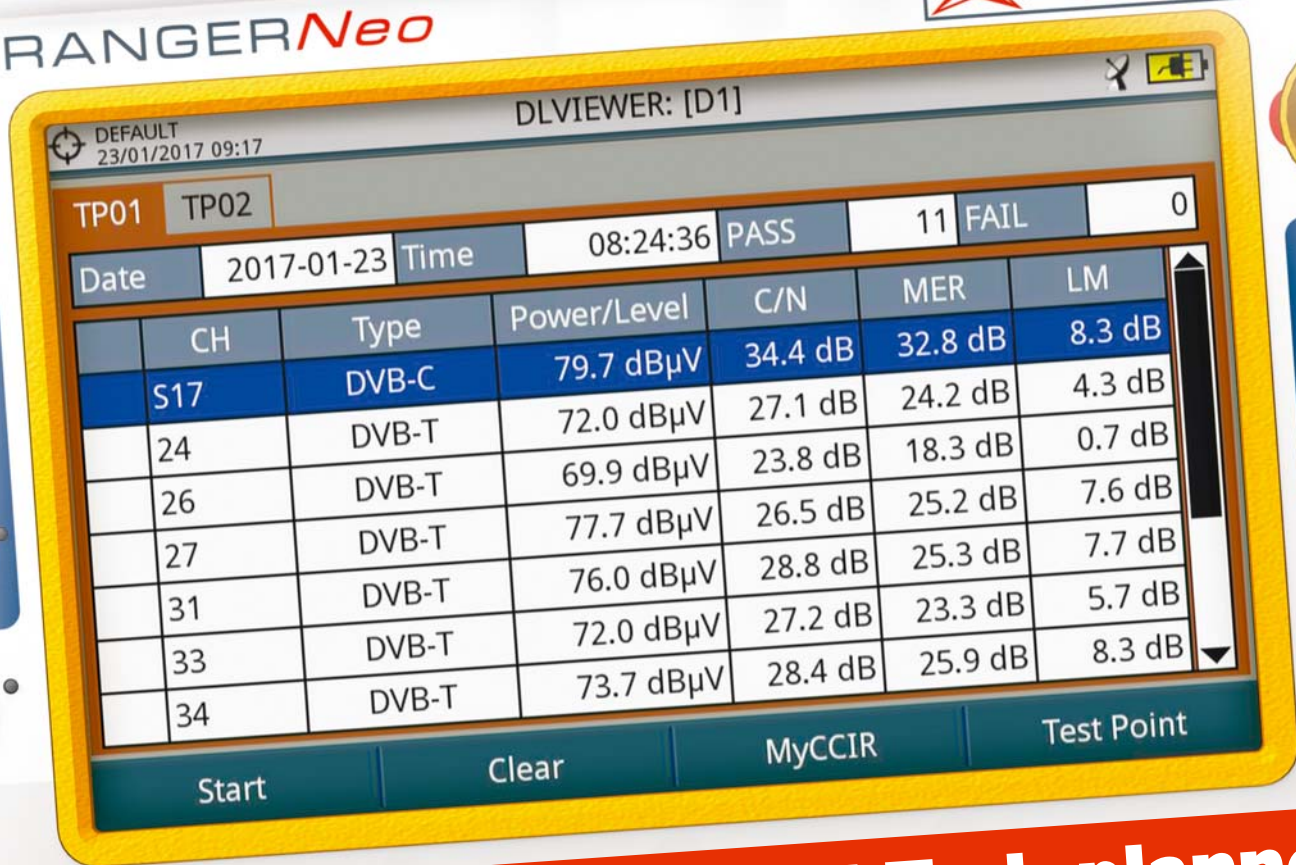 RANGERNeo
DEFAULT
23/01/2017 09:17
DLVIEWER: [D1]
TP01 TP02
Date 2017-01-23 Time 08:24:36 PASS 11 FAIL 0
CH Type Power/Level C/N MER LM
S17 DVB-C 79.7 dBµV 34.4 dB 32.8 dB 8.3 dB
24 DVB-T 72.0 dBµV 27.1 dB 24.2 dB 4.3 dB
26 DVB-T 69.9 dBµV 23.8 dB 18.3 dB 0.7 dB
27 DVB-T 77.7 dBµV 26.5 dB 25.2 dB 7.6 dB
31 DVB-T 76.0 dBµV 28.8 dB 25.3 dB 7.7 dB
33 DVB-T 72.0 dBµV 27.2 dB 23.3 dB 5.7 dB
34 DVB-T 73.7 dBµV 28.4 dB 25.9 dB 8.3 dB
Start Clear MyCCIR Test Point